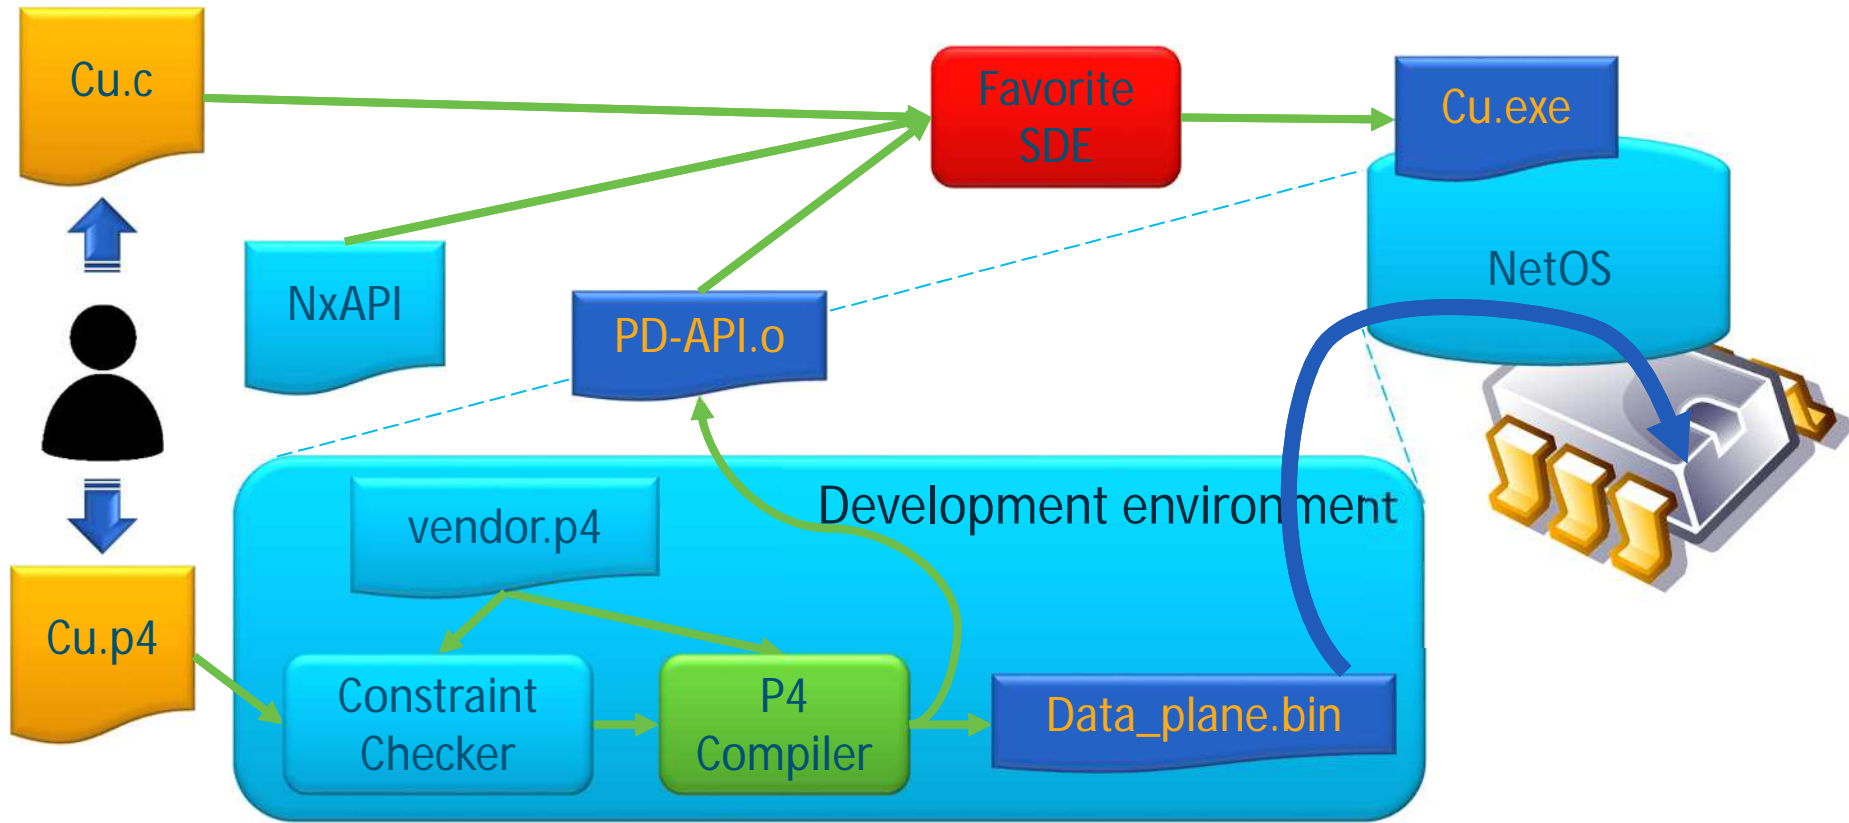 Cu.c
Favorite
SDE
Cu.exe
NxAPI
PD-API.o
NetOS
Development environment
vendor.p4
Cu.p4
Constraint
Checker
P4
Compiler
Data_plane.bin